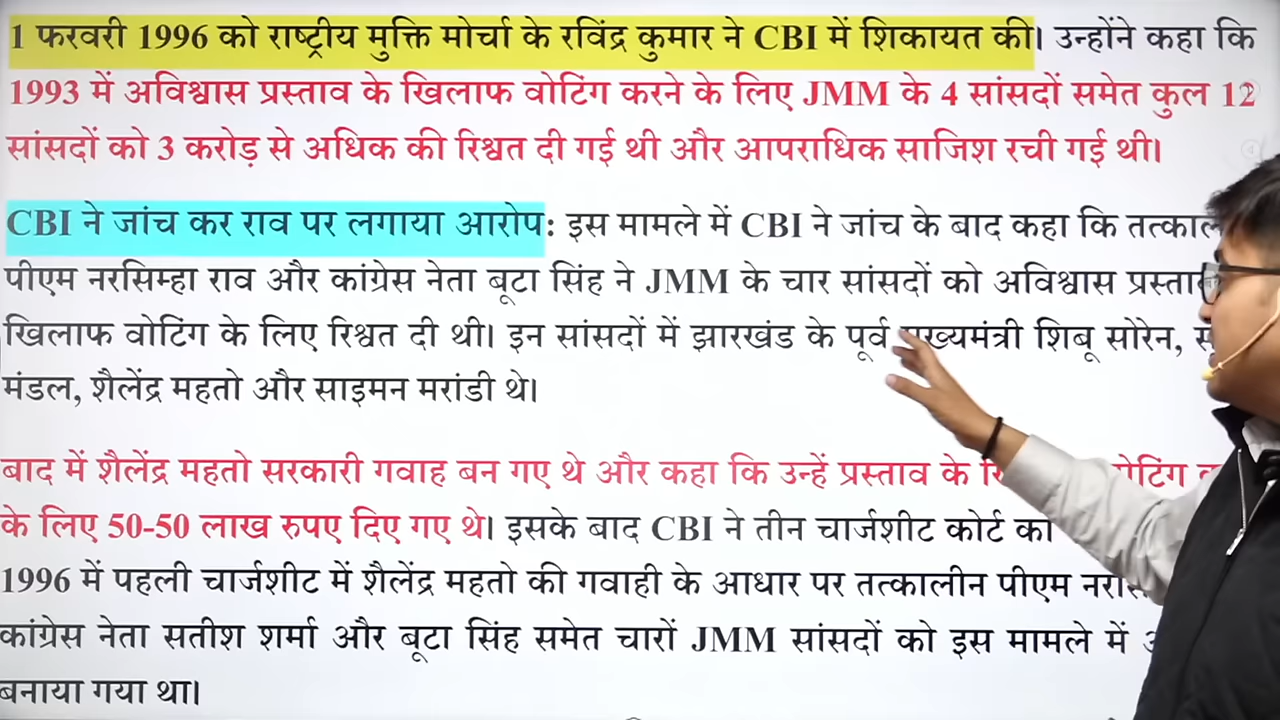 1 फरवरी 1996 को राष्ट्रीय मुक्ति मोर्चा के रविंद्र कुमार ने CBI में शिकायत की। उन्होंने कहा कि
1993 में अविश्वास प्रस्ताव के खिलाफ वोटिंग करने के लिए JMM के 4 सांसदों समेत कुल 12
सांसदों को 3 करोड़ से अधिक की रिश्वत दी गई थी और आपराधिक साजिश रची गई थी।
CBI ने जांच कर राव पर लगाया आरोप: इस मामले में CBI ने जांच के बाद कहा कि
पीएम नरसिम्हा राव और कांग्रेस नेता बूटा सिंह ने JMM के चार सांसदों को अविश्वास
खिलाफ वोटिंग के लिए रिश्वत दी थी। इन सांसदों में झारखंड के पूर्व शिबू सोरेन,
मंडल, शैलेंद्र महतो और साइमन मरांडी थे।
बाद में शैलेंद्र महतो सरकारी गवाह बन गए थे और कहा कि उन्हें प्रस्ताव के
के लिए 50-50 लाख रुपए दिए गए थे। इसके बाद CBI ने तीन चार्जशीट कोर्ट
1996 में पहली चार्जशीट में शैलेंद्र महतो की गवाही के आधार पर तत्कालीन पीएम
कांग्रेस नेता सतीश शर्मा और बूटा सिंह समेत चारों JMM सांसदों को इस मामले में
बनाया गया था।